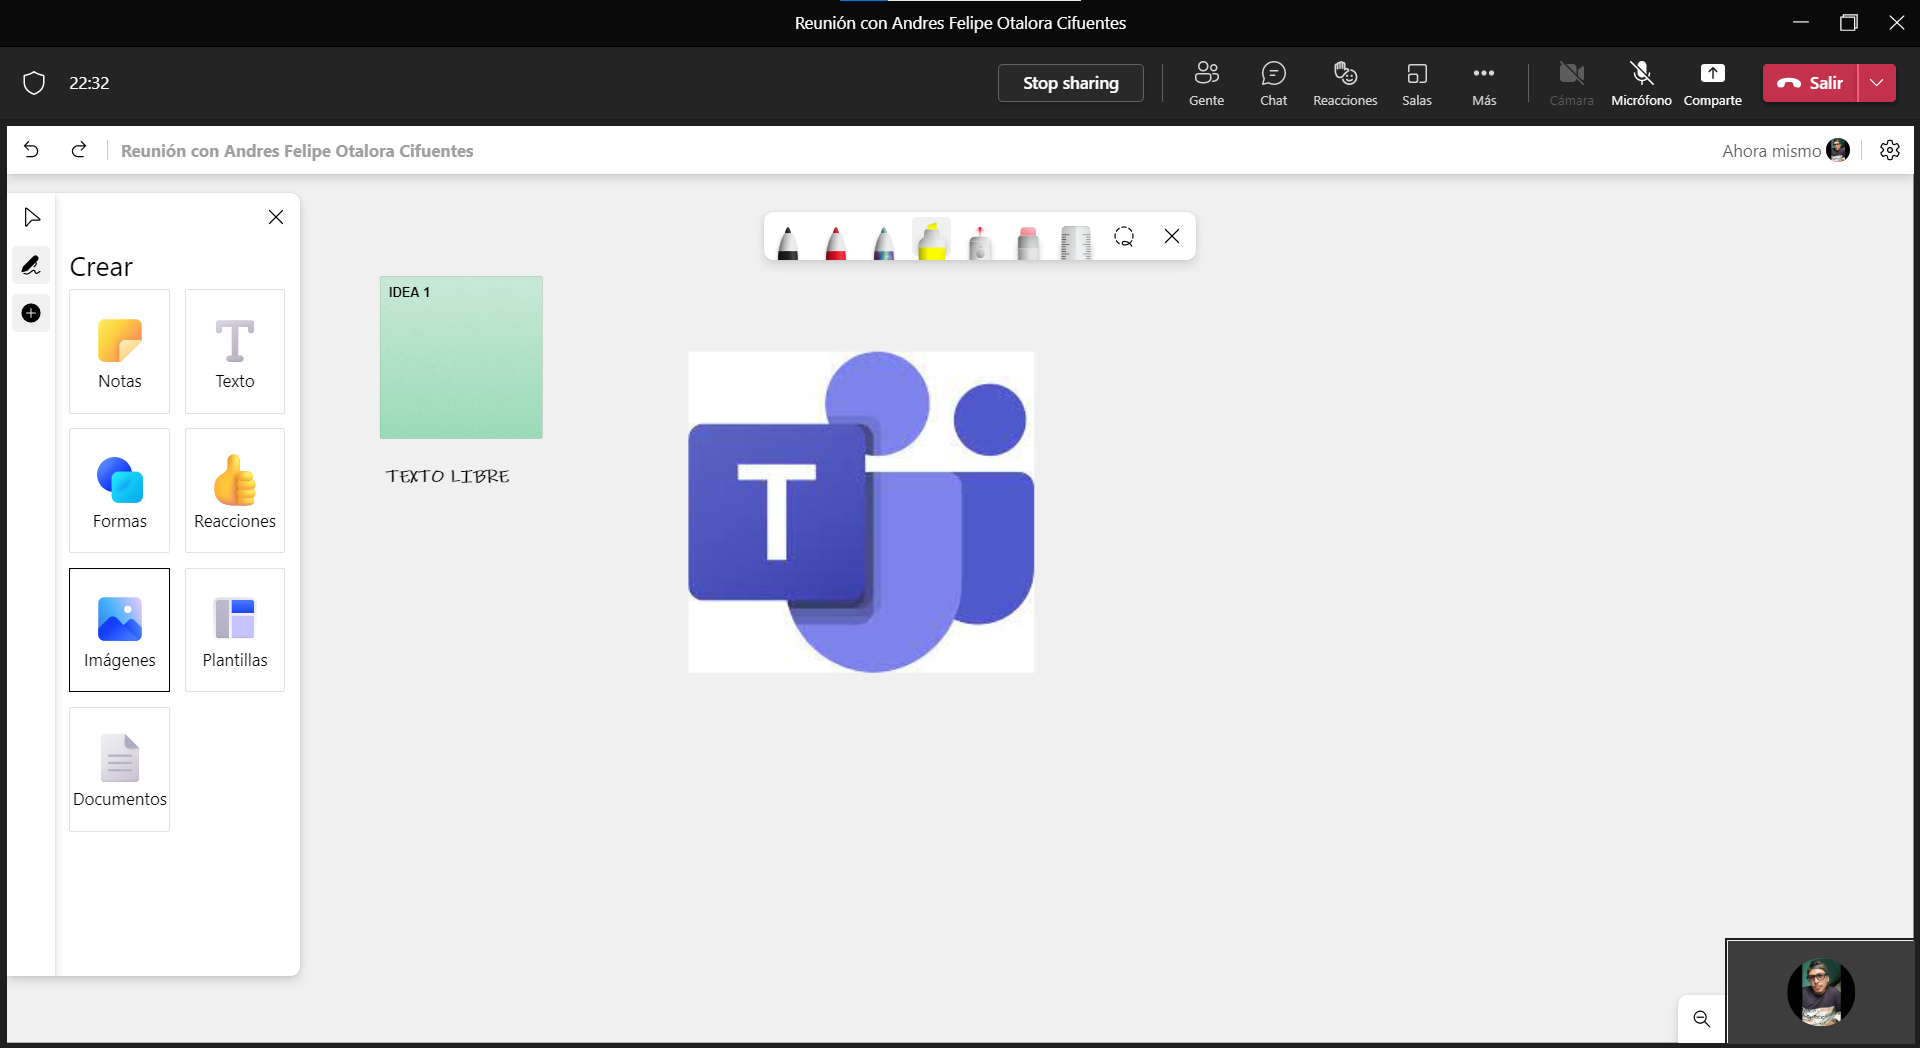 Reunión con Andres Felipe Otalora Cifuentes
22:32
Stop sharing
Gente
Chat
Reacciones
Salas
Más
Cámara
Micrófono
Comparte
Salir
Reunión con Andres Felipe Otalora Cifuentes
Ahora mismo
Crear
Notas
Texto
Formas
Reacciones
Imágenes
Plantillas
Documentos
IDEA 1
TEXTO LIBRE
T